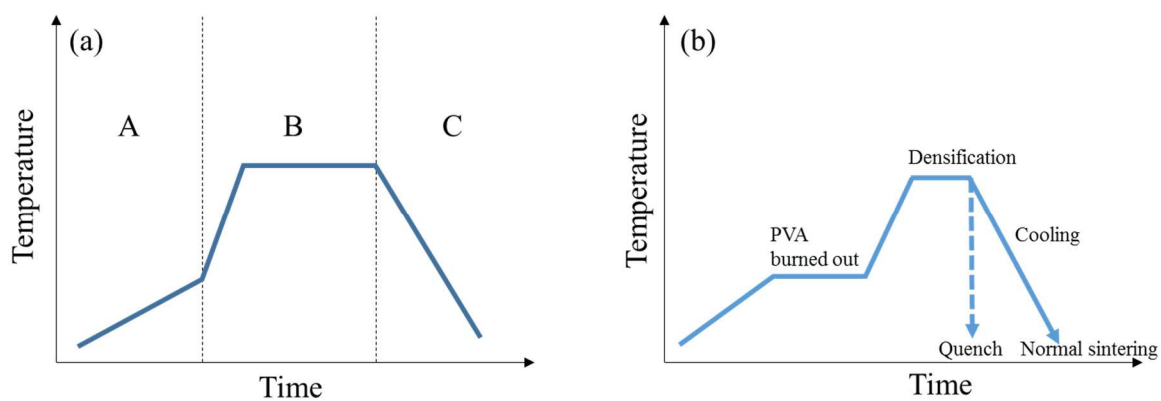 (a)
A
B
C
Temperature
Time
(b)
Densification
PVA
burned out
Cooling
Quench
Normal sintering
Temperature
Time